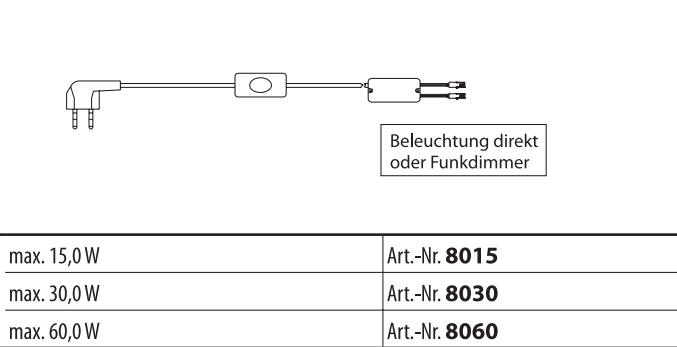 Beleuchtung direkt
oder Funkdimmer
max. 15,0 W Art.-Nr. 8015
max. 30,0 W Art.-Nr. 8030
max. 60,0 W Art.-Nr. 8060